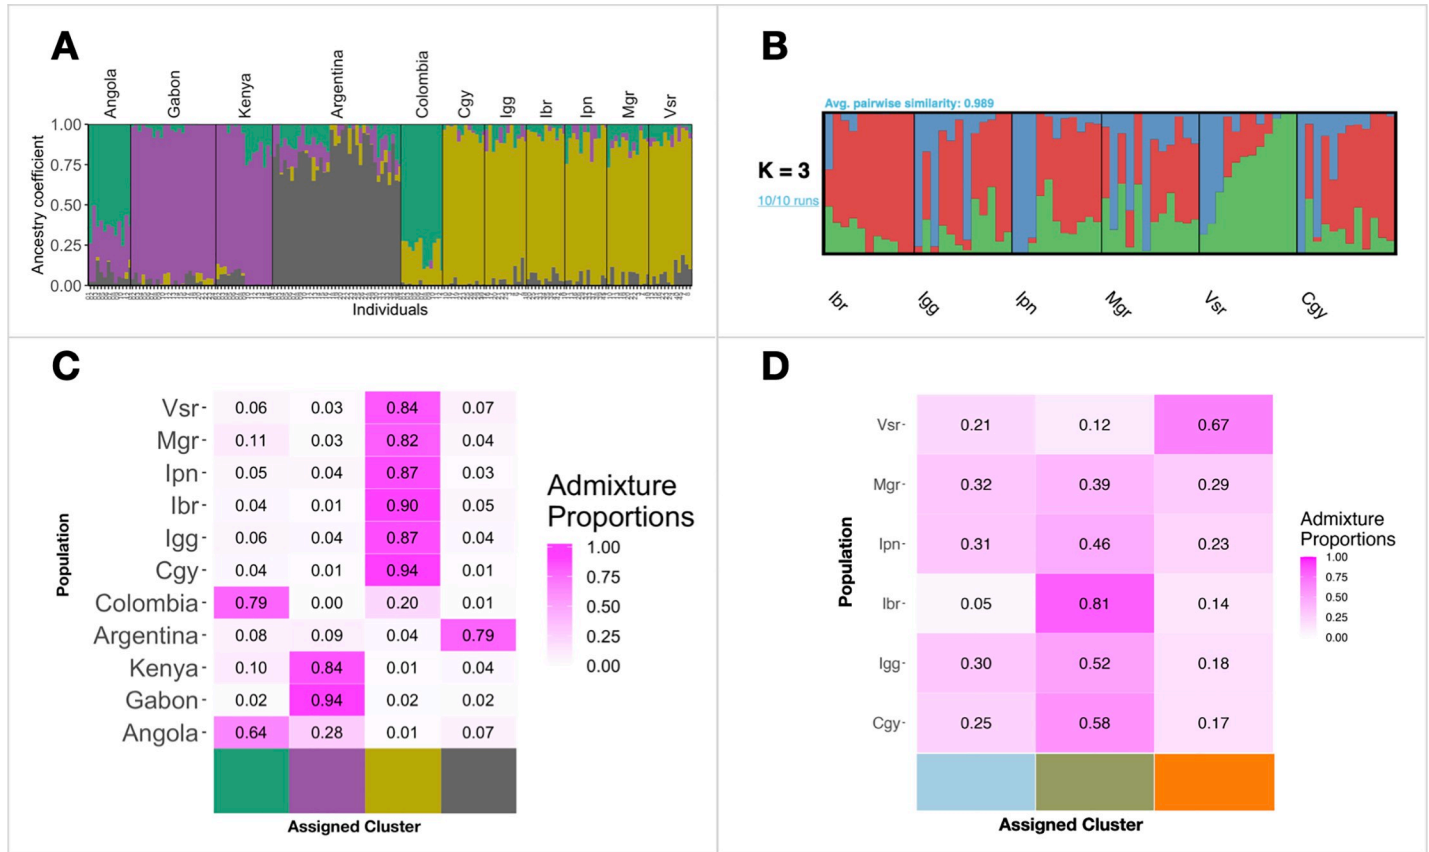 A
Angola
Gabon
Kenya
Argentina
Colombia
Cgy
Igg
Ibr
Ipn
Mgr
Vsr
Ancestry coefficient
1.00
0.75
0.50
0.25
0.00
Individuals
B
Avg. pairwise similarity: 0.989
K = 3
10/10 runs
Ibr
Igg
Ipn
Mgr
Vsr
Cgy
C
Population
Vsr 0.06 0.03 0.84 0.07
Mgr 0.11 0.03 0.82 0.04
Ipn 0.05 0.04 0.87 0.03
Ibr 0.04 0.01 0.90 0.05
Igg 0.06 0.04 0.87 0.04
Cgy 0.04 0.01 0.94 0.01
Colombia 0.79 0.00 0.20 0.01
Argentina 0.08 0.09 0.04 0.79
Kenya 0.10 0.84 0.01 0.04
Gabon 0.02 0.94 0.02 0.02
Angola 0.64 0.28 0.01 0.07
Assigned Cluster
Admixture
Proportions
1.00
0.75
0.50
0.25
0.00
D
Population
Vsr 0.21 0.12 0.67
Mgr 0.32 0.39 0.29
Ipn 0.31 0.46 0.23
Ibr 0.05 0.81 0.14
Igg 0.30 0.52 0.18
Cgy 0.25 0.58 0.17
Assigned Cluster
Admixture
Proportions
1.00
0.75
0.50
0.25
0.00